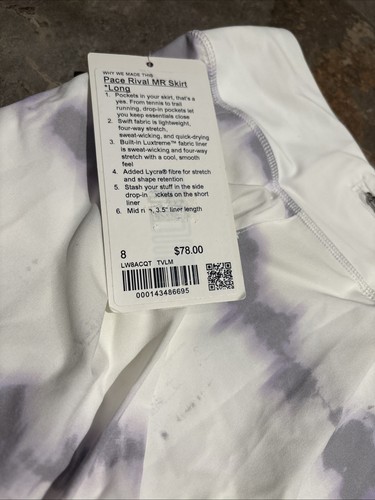 WHY WE MADE THIS
Pace Rival MR Skirt
*Long
1. Pockets in your skirt, that's a
yes. From tennis to trail
running, drop-in pockets let
you keep essentials close
2. Swift fabric is lightweight,
four-way stretch,
sweat-wicking, and quick-drying
3. Built-in Luxtreme™ fabric liner
is sweat-wicking and four-way
stretch with a cool, smooth
feel
4. Added Lycra® fibre for stretch
and shape retention
5. Stash your stuff in the side
drop-in pockets on the short
liner
6. Mid rise, 3.5" liner length
8 $78.00
LW8ACQT TVLM
000143486695